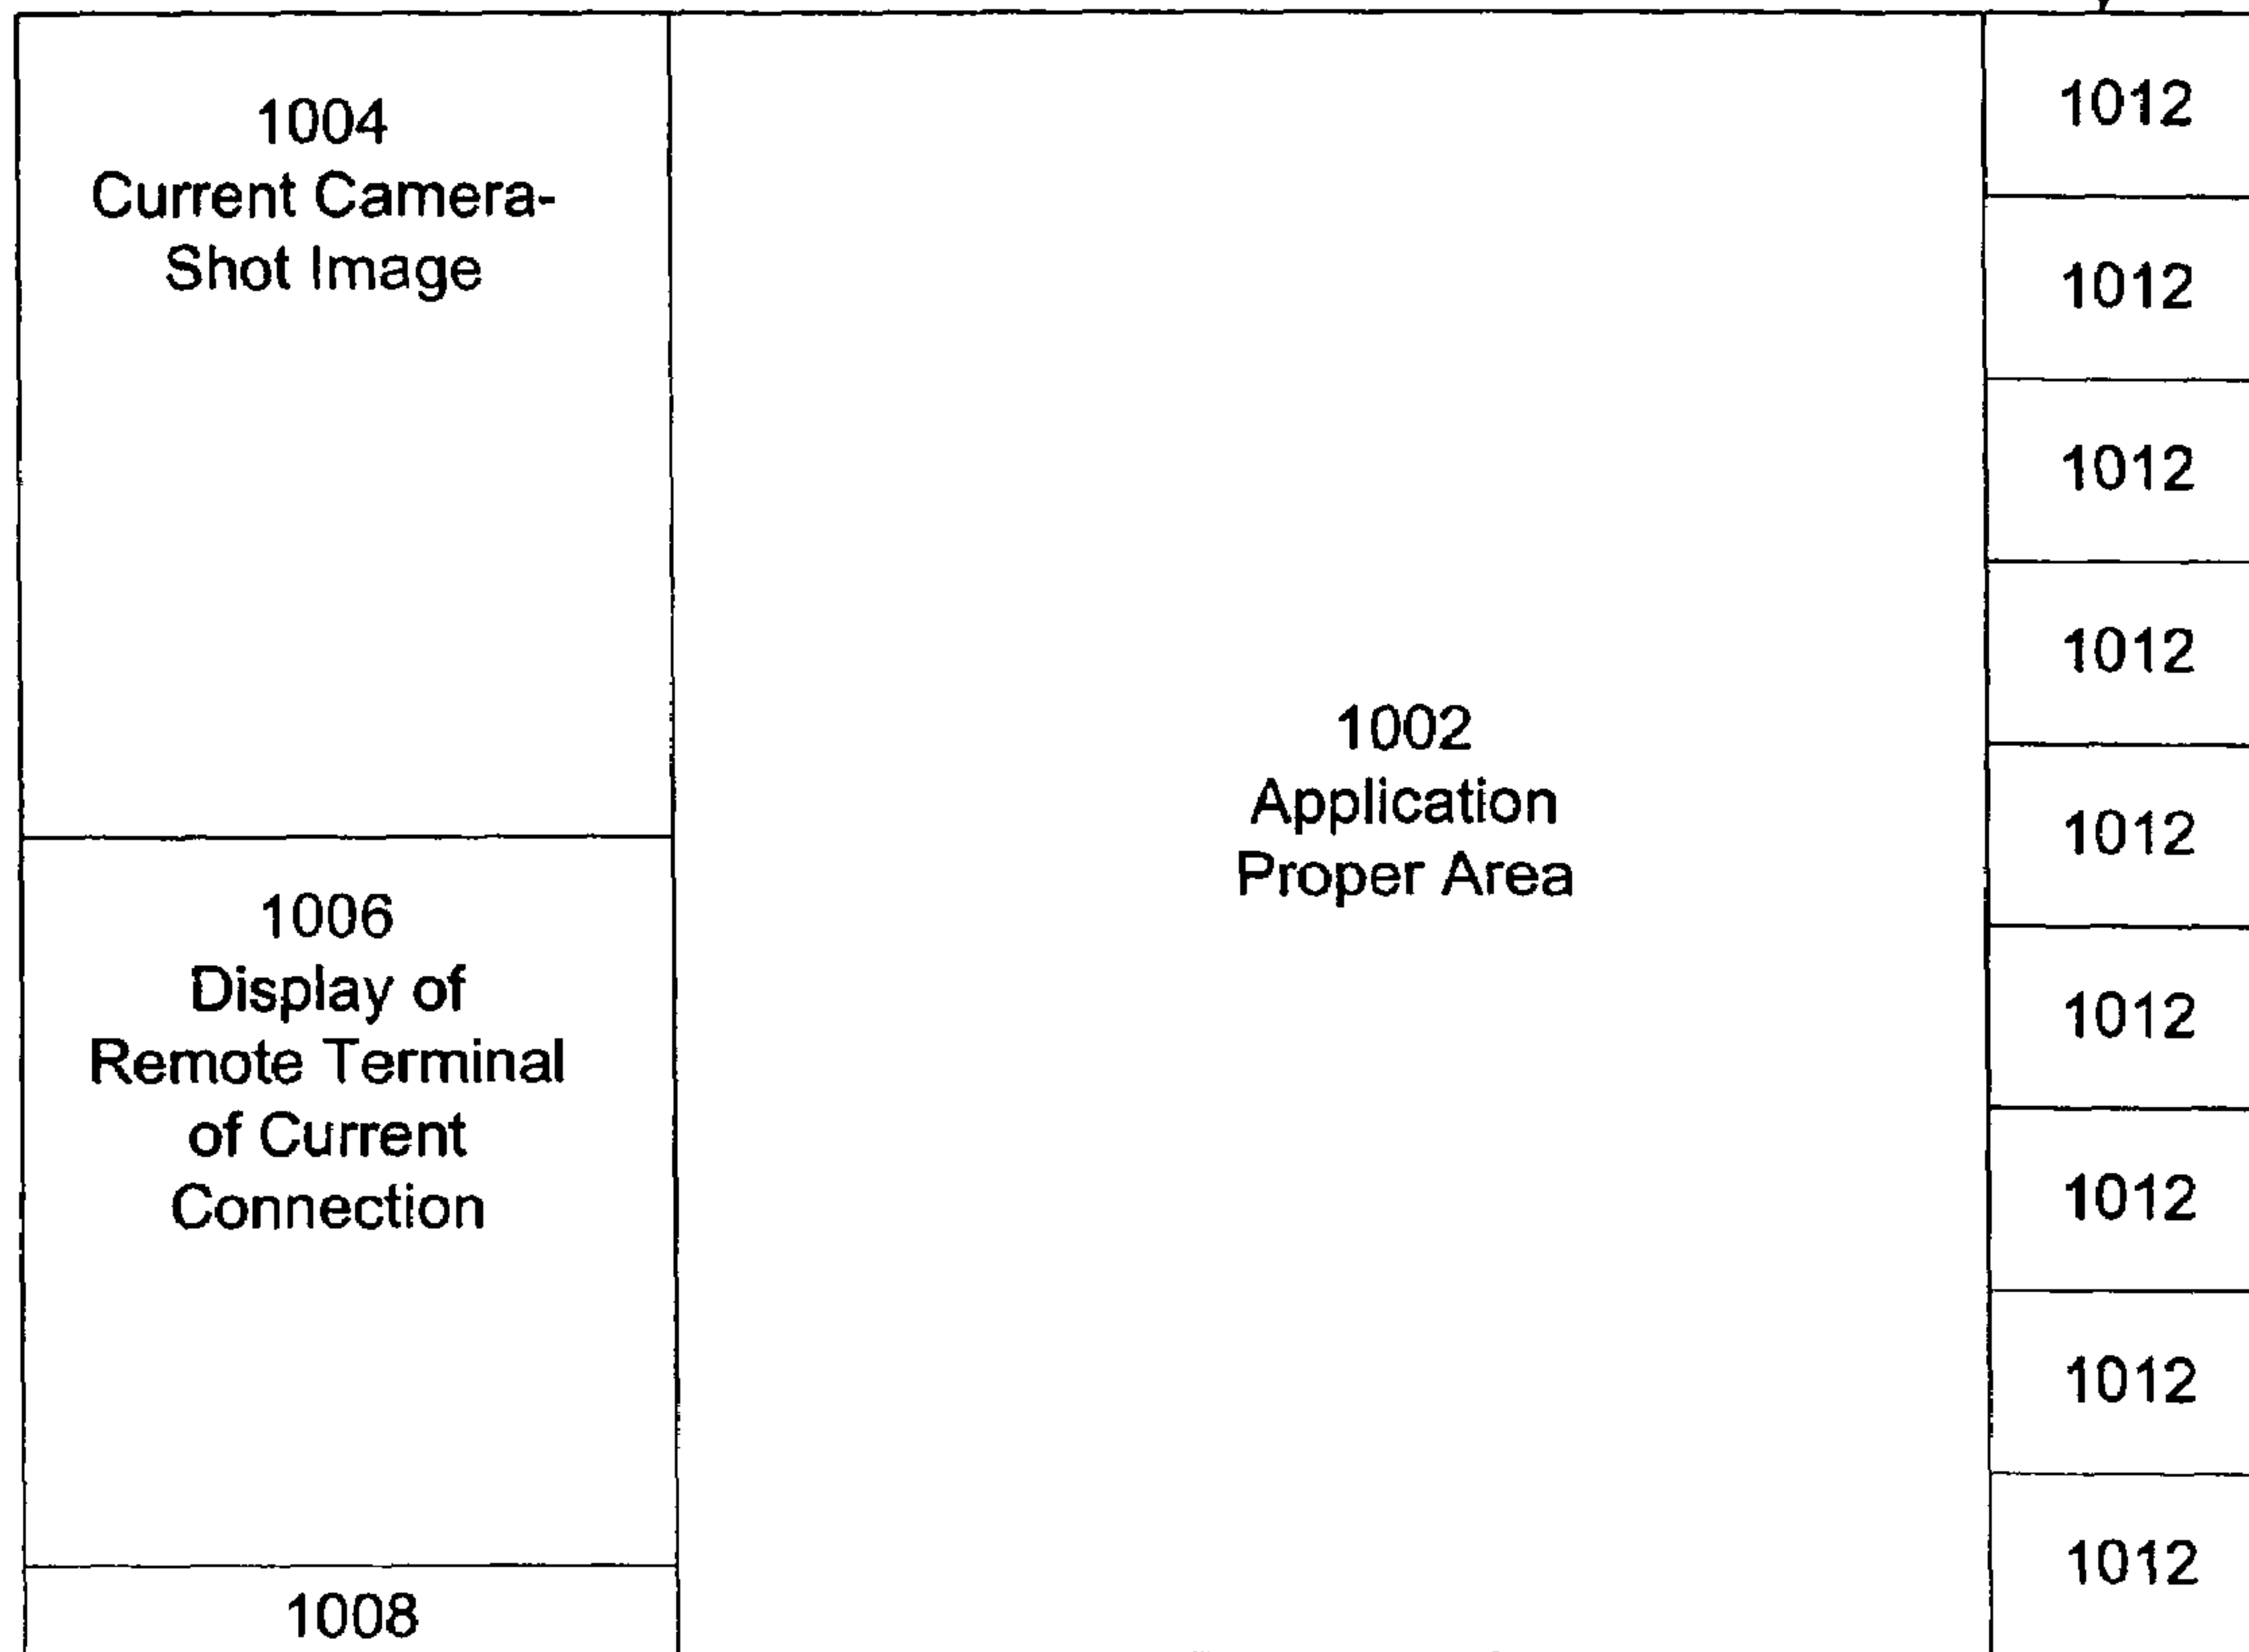 1004
Current Camera-
Shot Image
1006
Display of
Remote Terminal
of Current
Connection
1008
1002
Application
Proper Area
1012
1012
1012
1012
1012
1012
1012
1012
1012